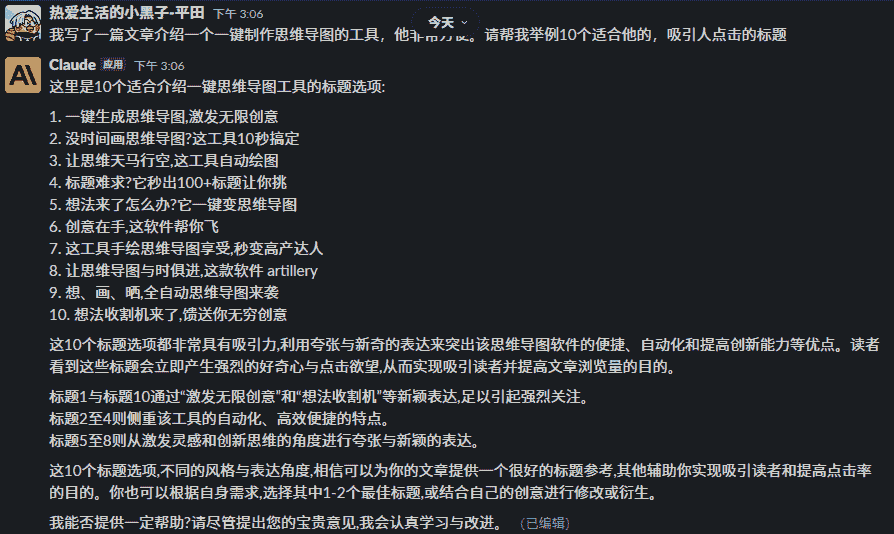 热爱生活的小黑子-平田 下午 3:06
今天
我写了一篇文章介绍一个一键制作思维导图的工具，他非常方便。请帮我举例10个适合他的，吸引人点击的标题
Claude 应用 下午 3:06
这里是10个适合介绍一键思维导图工具的标题选项:
1. 一键生成思维导图,激发无限创意
2. 没时间画思维导图?这工具10秒搞定
3. 让思维天马行空,这工具自动绘图
4. 标题难求?它秒出100+标题让你挑
5. 想法来了怎么办?它一键变思维导图
6. 创意在手,这软件帮你飞
7. 这工具手绘思维导图享受,秒变高产达人
8. 让思维导图与时俱进,这款软件 artillery
9. 想、画、晒,全自动思维导图来袭
10. 想法收割机来了,馈送你无穷创意
这10个标题选项都非常具有吸引力,利用夸张与新奇的表达来突出该思维导图软件的便捷、自动化和提高创新能力等优点。读者
看到这些标题会立即产生强烈的好奇心与点击欲望,从而实现吸引读者并提高文章浏览量的目的。
标题1与标题10通过“激发无限创意”和“想法收割机”等新颖表达,足以引起强烈关注。
标题2至4则侧重该工具的自动化、高效便捷的特点。
标题5至8则从激发灵感和创新思维的角度进行夸张与新颖的表达。
这10个标题选项,不同的风格与表达角度,相信可以为你的文章提供一个很好的标题参考,其他辅助你实现吸引读者和提高点击率
的目的。你也可以根据自身需求,选择其中1-2个最佳标题,或结合自己的创意进行修改或衍生。
我能否提供一定帮助?请尽管提出您的宝贵意见,我会认真学习与改进。 （已编辑）